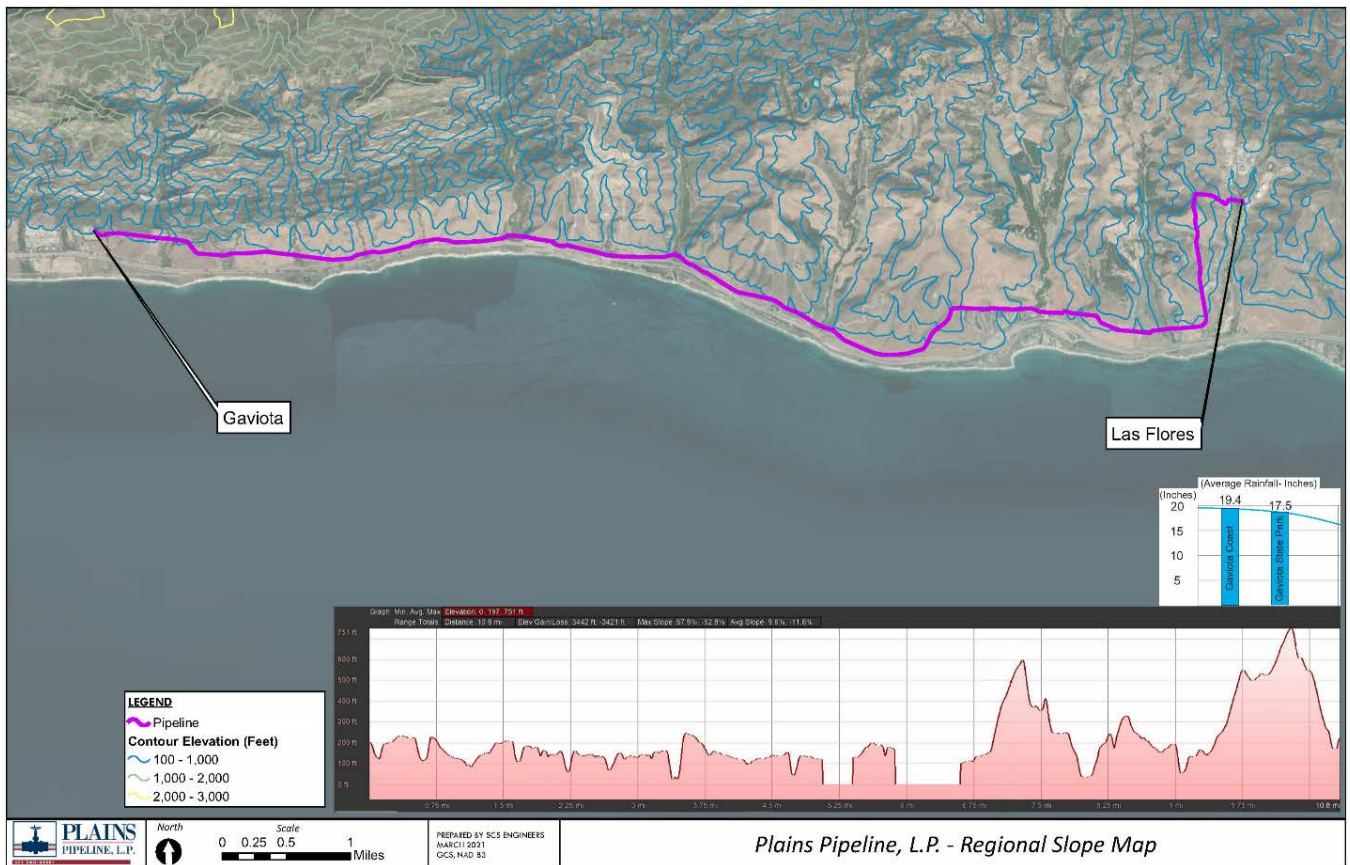 Gaviota
Las Flores
(Average Rainfall- Inches)
(Inches)
19.4
17.5
20
15
10
5
Gaviota Coast
Gaviota State Park
Graph: Min, Avg, Max Elevation: 0, 197, 751 ft
Range Totals: Distance: 10.8 mi Elev Gain/Loss: 3442 ft, -3421 ft Max Slope: 57.9%, -52.8% Avg Slope: 9.6%, -11.6%
751 ft
600 ft
500 ft
400 ft
300 ft
200 ft
100 ft
0 ft
0.75 mi 1.5 mi 2.25 mi 3 mi 3.75 mi 4.5 mi 5.25 mi 6 mi 6.75 mi 7.5 mi 8.25 mi 9 mi 9.75 mi 10.8 mi
LEGEND
Pipeline
Contour Elevation (Feet)
100 - 1,000
1,000 - 2,000
2,000 - 3,000
PLAINS
PIPELINE, L.P.
SCS ENGINEERS
North
Scale
0 0.25 0.5 1
Miles
PREPARED BY SCS ENGINEERS
MARCH 2021
GCS, NAD 83
Plains Pipeline, L.P. - Regional Slope Map